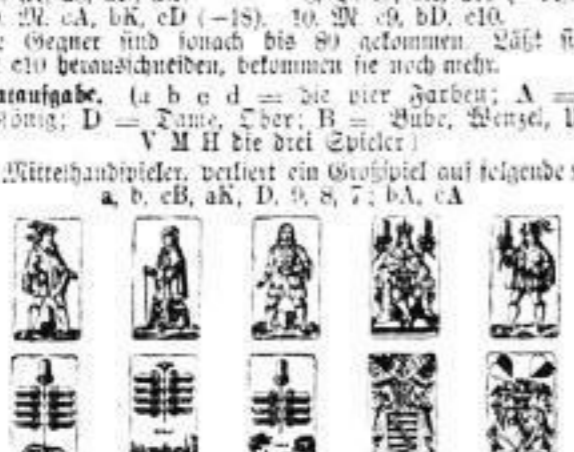 M. cA, bK, cD (–18). 10. M c9, bD, c10.
Gegner sind sonach bis 89 gekommen. Läßt
c10 herausschneiden, bekommen sie noch mehr.
(a b c d = die vier Farben; A =
König; D = Dame, Ober; B = Bube, Wenzel,
V M H die drei Spieler)
Mittelhandspieler, verliert ein Großspiel auf folgende
a, b, cB, aK, D, 9, 8, 7; bA, cA